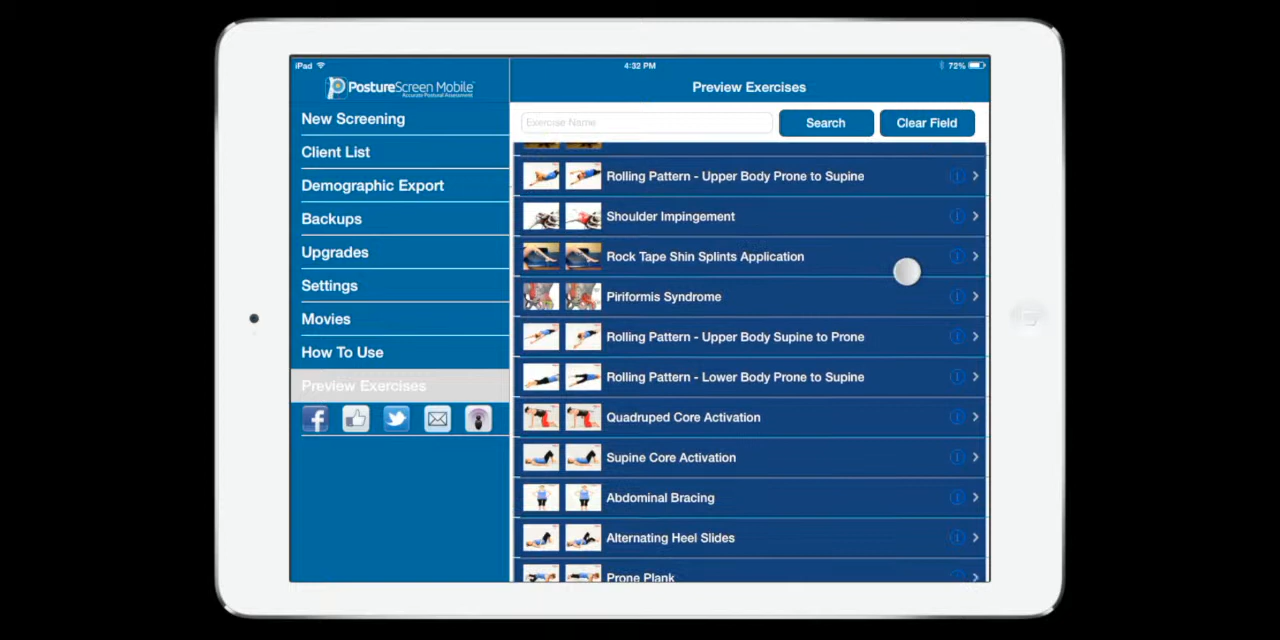 iPad
4:32 PM
72%
PostureScreen Mobile
Accurate Postural Assessment
New Screening
Client List
Demographic Export
Backups
Upgrades
Settings
Movies
How To Use
Preview Exercises
Preview Exercises
Exercise Name
Search
Clear Field
Rolling Pattern - Upper Body Prone to Supine
Shoulder Impingement
Rock Tape Shin Splints Application
Piriformis Syndrome
Rolling Pattern - Upper Body Supine to Prone
Rolling Pattern - Lower Body Prone to Supine
Quadruped Core Activation
Supine Core Activation
Abdominal Bracing
Alternating Heel Slides
Prone Plank